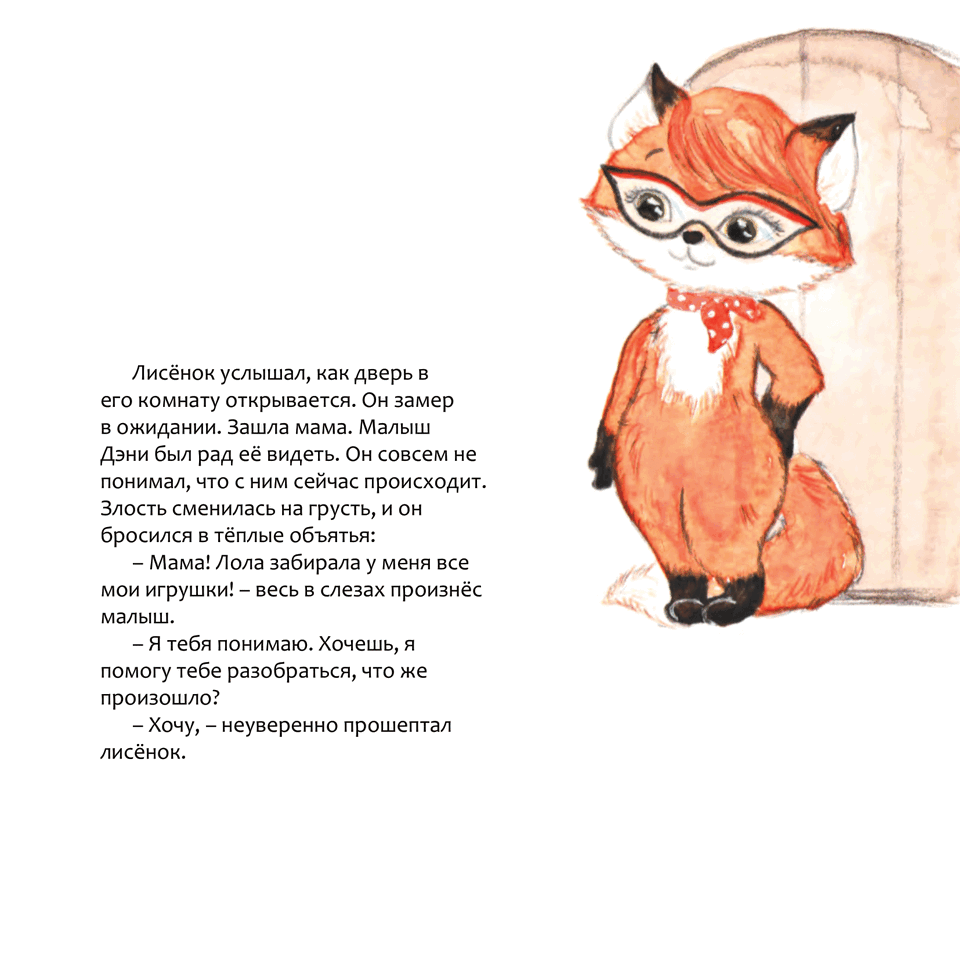 Лисёнок услышал, как дверь в
его комнату открывается. Он замер
в ожидании. Зашла мама. Малыш
Дэни был рад её видеть. Он совсем не
понимал, что с ним сейчас происходит.
Злость сменилась на грусть, и он
бросился в тёплые объятья:
– Мама! Лола забирала у меня все
мои игрушки! – весь в слезах произнёс
малыш.
– Я тебя понимаю. Хочешь, я
помогу тебе разобраться, что же
произошло?
– Хочу, – неуверенно прошептал
лисёнок.